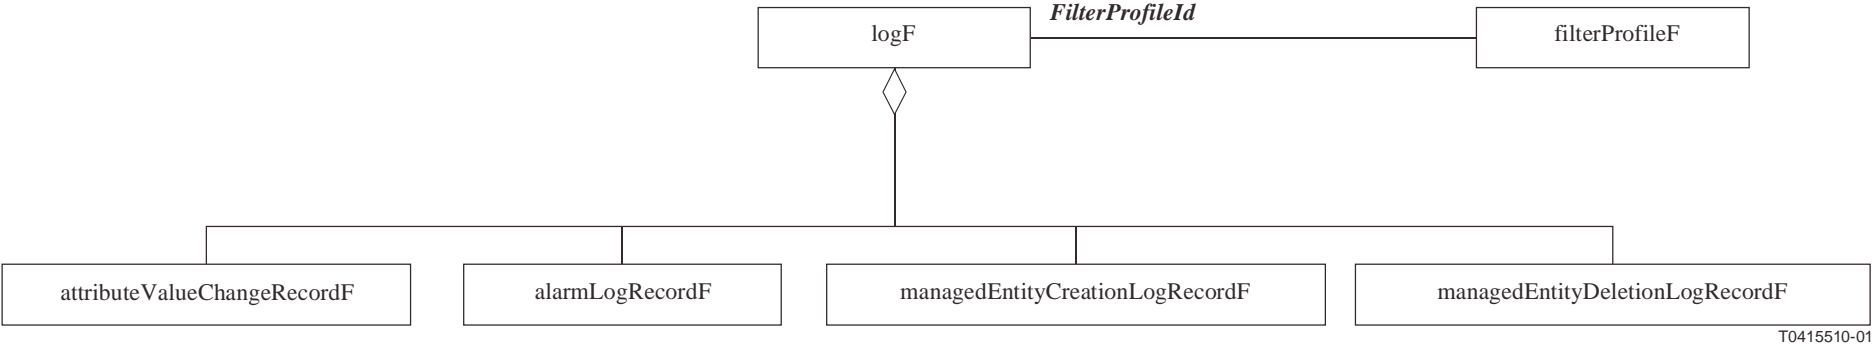 FilterProfileId
logF
filterProfileF
attributeValueChangeRecordF
alarmLogRecordF
managedEntityCreationLogRecordF
managedEntityDeletionLogRecordF
T0415510-01